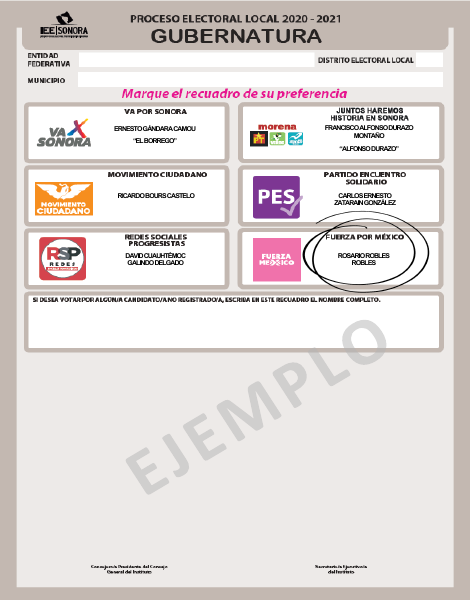 IEE SONORA
PROCESO ELECTORAL LOCAL 2020 - 2021
GUBERNATURA
ENTIDAD
FEDERATIVA
DISTRITO ELECTORAL LOCAL
MUNICIPIO
Marque el recuadro de su preferencia
VA
SONORA
VA POR SONORA
ERNESTO GÁNDARA CAMOU
"EL BORREGO"
morena
JUNTOS HAREMOS
HISTORIA EN SONORA
FRANCISCO ALFONSO DURAZO
MONTAÑO
"ALFONSO DURAZO"
MOVIMIENTO
CIUDADANO
MOVIMIENTO CIUDADANO
RICARDO BOURS CASTELO
PES
PARTIDO ENCUENTRO
SOLIDARIO
CARLOS ERNESTO
ZATARAIN GONZÁLEZ
RSP
REDES
REDES SOCIALES
PROGRESISTAS
DAVID CUAUHTÉMOC
GALINDO DELGADO
FUERZA
MÉXICO
FUERZA POR MÉXICO
ROSARIO ROBLES
ROBLES
SI DESEA VOTAR POR ALGÚN/A CANDIDATO/A NO REGISTRADO/A, ESCRIBA EN ESTE RECUADRO EL NOMBRE COMPLETO.
EJEMPLO
Consejero/a Presidente del Consejo
General del Instituto
Secretario/a Ejecutivo/a
del Instituto